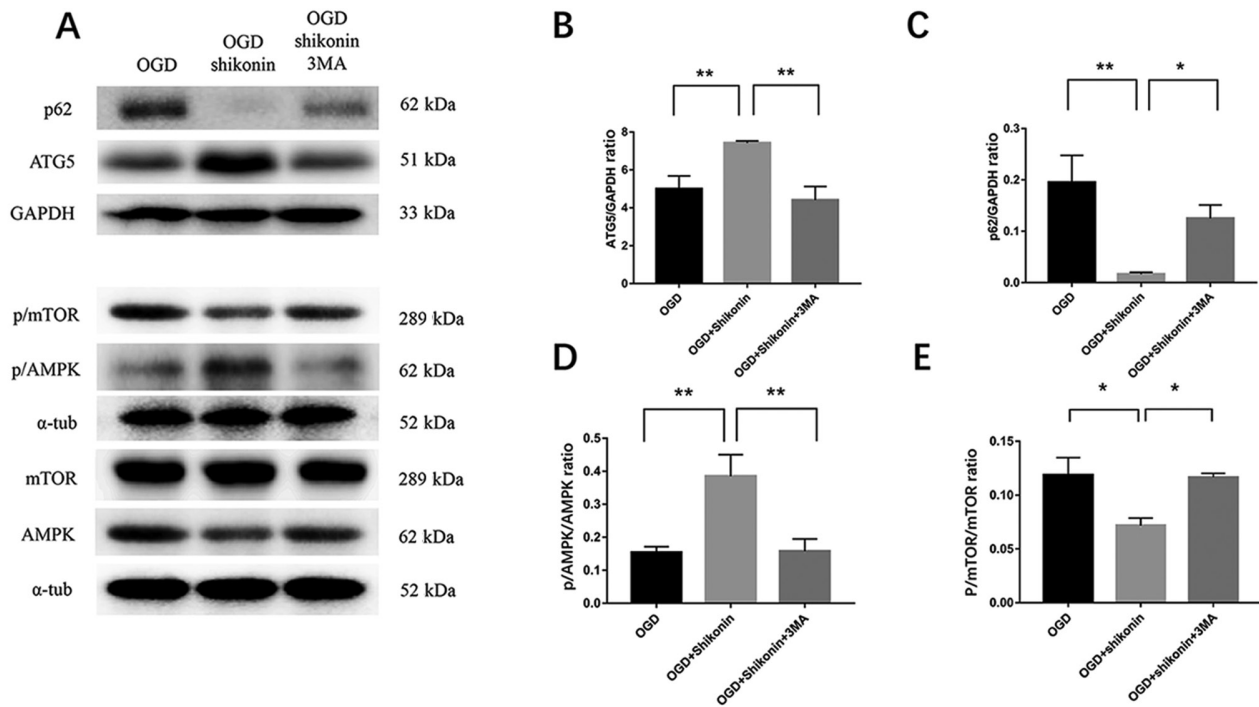 A
OGD
OGD
shikonin
OGD
shikonin
3MA
p62
62 kDa
ATG5
51 kDa
GAPDH
33 kDa
p/mTOR
289 kDa
p/AMPK
62 kDa
α-tub
52 kDa
mTOR
289 kDa
AMPK
62 kDa
α-tub
52 kDa
B
**
**
ATG5/GAPDH ratio
8
6
4
2
0
OGD
OGD+Shikonin
OGD+Shikonin+3MA
C
**
*
p62/GAPDH ratio
0.3
0.2
0.1
0.0
OGD
OGD+Shikonin
OGD+Shikonin+3MA
D
**
**
p/AMPK/AMPK ratio
0.5
0.4
0.3
0.2
0.1
0.0
OGD
OGD+Shikonin
OGD+Shikonin+3MA
E
*
*
P/mTOR/mTOR ratio
0.15
0.10
0.05
0.00
OGD
OGD+shikonin
OGD+shikonin+3MA